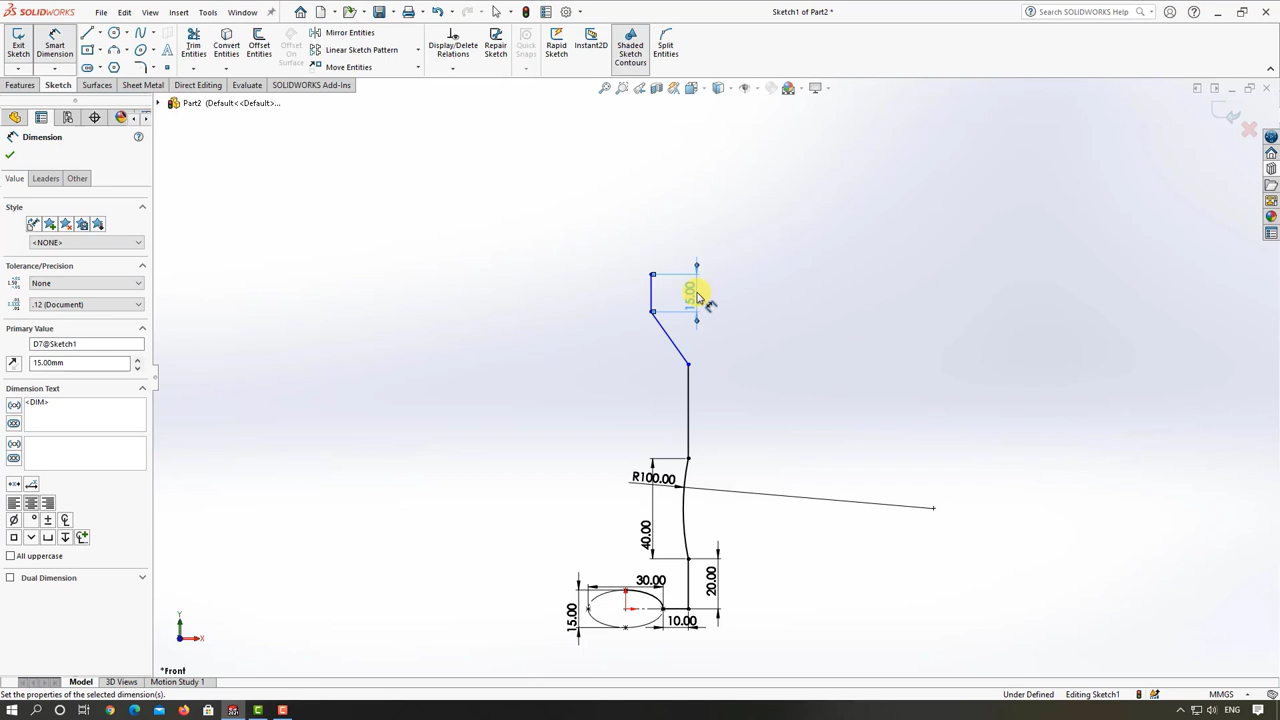 SOLIDWORKS File Edit View Insert Tools Window Sketch1 of Part2 * Search SOLIDWORKS Help
Exit Sketch
Smart Dimension
Trim Entities
Convert Entities
Offset Entities
Offset On Surface
Mirror Entities
Linear Sketch Pattern
Move Entities
Display/Delete Relations
Repair Sketch
Quick Snaps
Rapid Sketch
Instant2D
Shaded Sketch Contours
Split Entities
Features Sketch Surfaces Sheet Metal Direct Editing Evaluate SOLIDWORKS Add-Ins
Part2 (Default<<Default>...
Dimension
Value Leaders Other
Style
<NONE>
Tolerance/Precision
None
.12 (Document)
Primary Value
D7@Sketch1
15.00mm
Dimension Text
<DIM>
All uppercase
Dual Dimension
15.00
R100.00
40.00
30.00
20.00
15.00
10.00
Y
X
*Front
Model 3D Views Motion Study 1
Set the properties of the selected dimension(s). Under Defined Editing Sketch1 MMGS
ENG